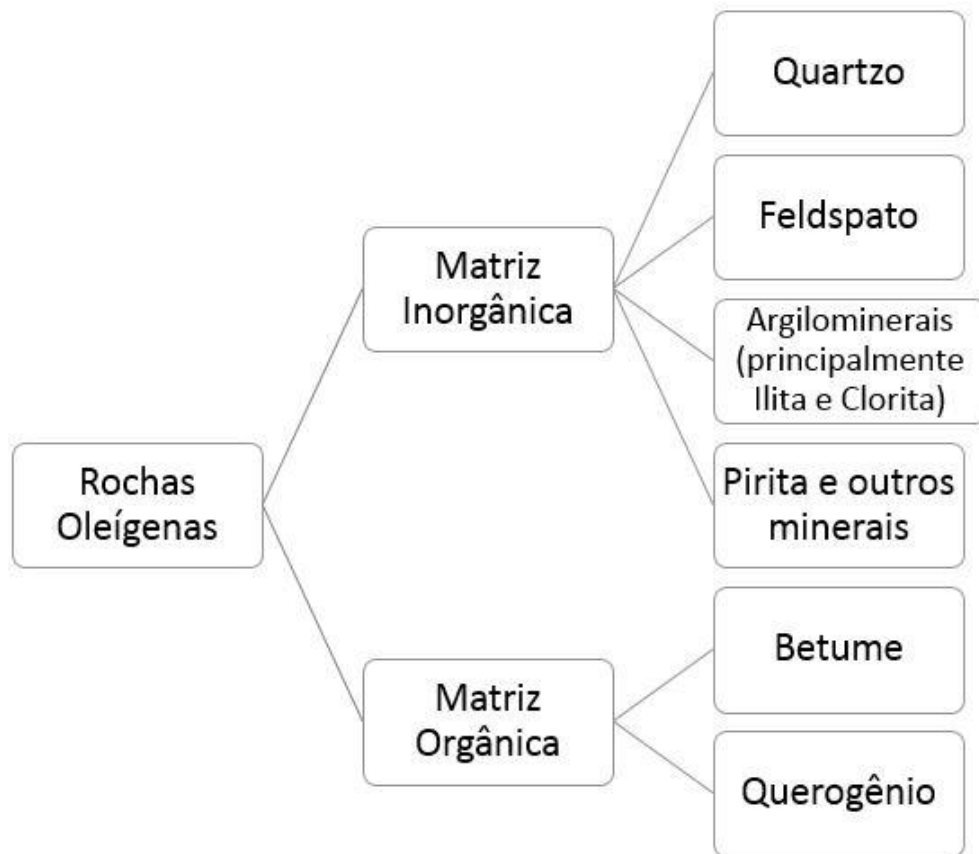 Rochas
Oleígenas
Matriz
Inorgânica
Quartzo
Feldspato
Argilominerais
(principalmente
Ilita e Clorita)
Pirita e outros
minerais
Matriz
Orgânica
Betume
Querogênio